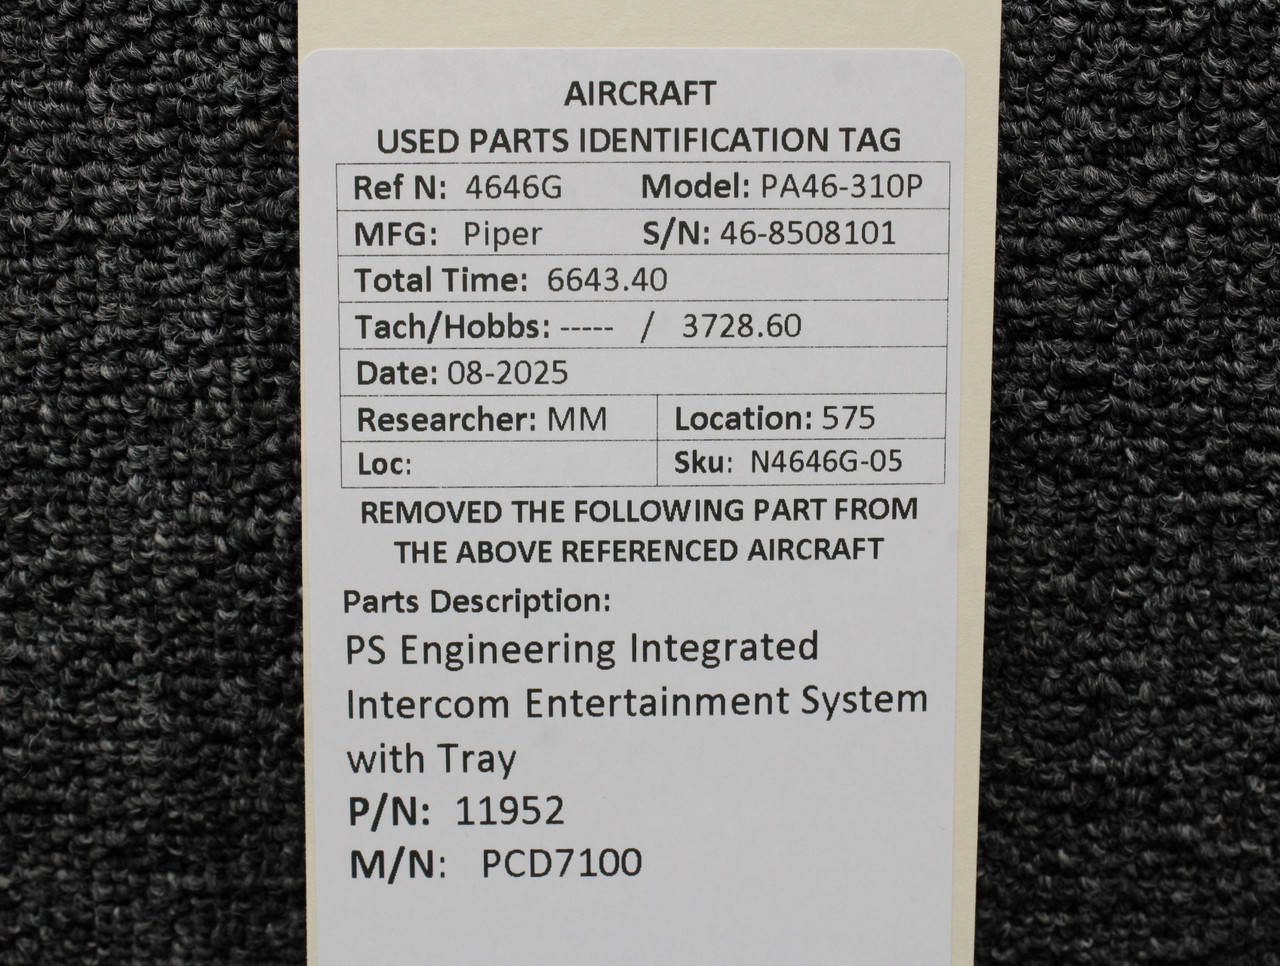 AIRCRAFT
USED PARTS IDENTIFICATION TAG
Ref N: 4646G Model: PA46-310P
MFG: Piper S/N: 46-8508101
Total Time: 6643.40
Tach/Hobbs: ----- / 3728.60
Date: 08-2025
Researcher: MM Location: 575
Loc: Sku: N4646G-05
REMOVED THE FOLLOWING PART FROM
THE ABOVE REFERENCED AIRCRAFT
Parts Description:
PS Engineering Integrated
Intercom Entertainment System
with Tray
P/N: 11952
M/N: PCD7100